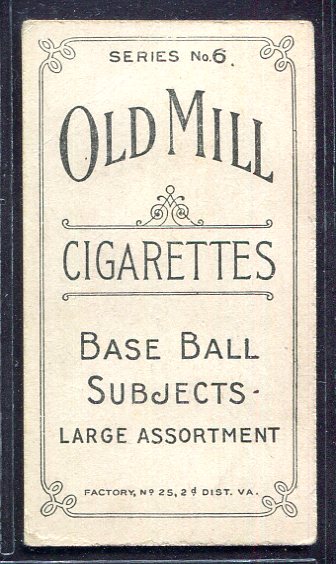 SERIES No. 6.
OLD MILL
CIGARETTES
BASE BALL
SUBJECTS-
LARGE ASSORTMENT
FACTORY, Nº 25, 2d DIST. VA.